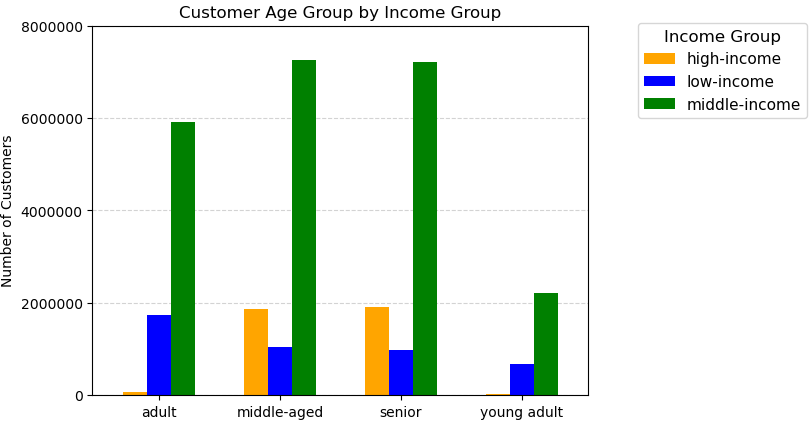 Customer Age Group by Income Group
Number of Customers
8000000
6000000
4000000
2000000
0
adult middle-aged senior young adult
Income Group
high-income
low-income
middle-income